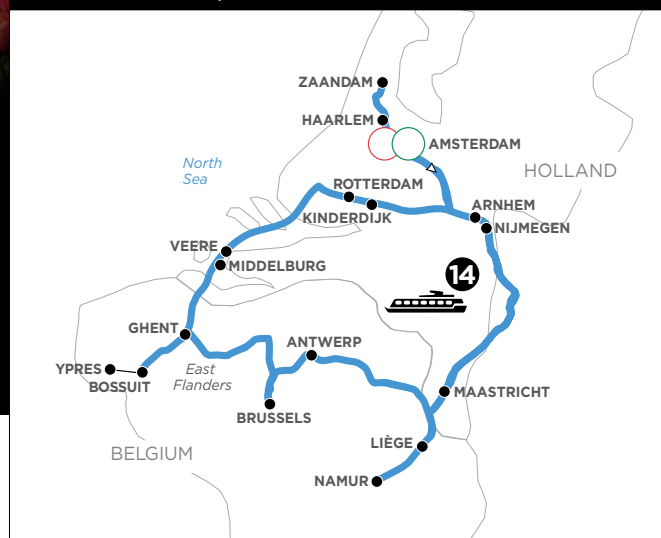 ZAANDAM
HAARLEM
AMSTERDAM
North
Sea
HOLLAND
ROTTERDAM
KINDERDIJK
ARNHEM
NIJMEGEN
VEERE
MIDDELBURG
14
GHENT
ANTWERP
YPRES
BOSSUIT
East
Flanders
MAASTRICHT
BRUSSELS
LIÈGE
BELGIUM
NAMUR